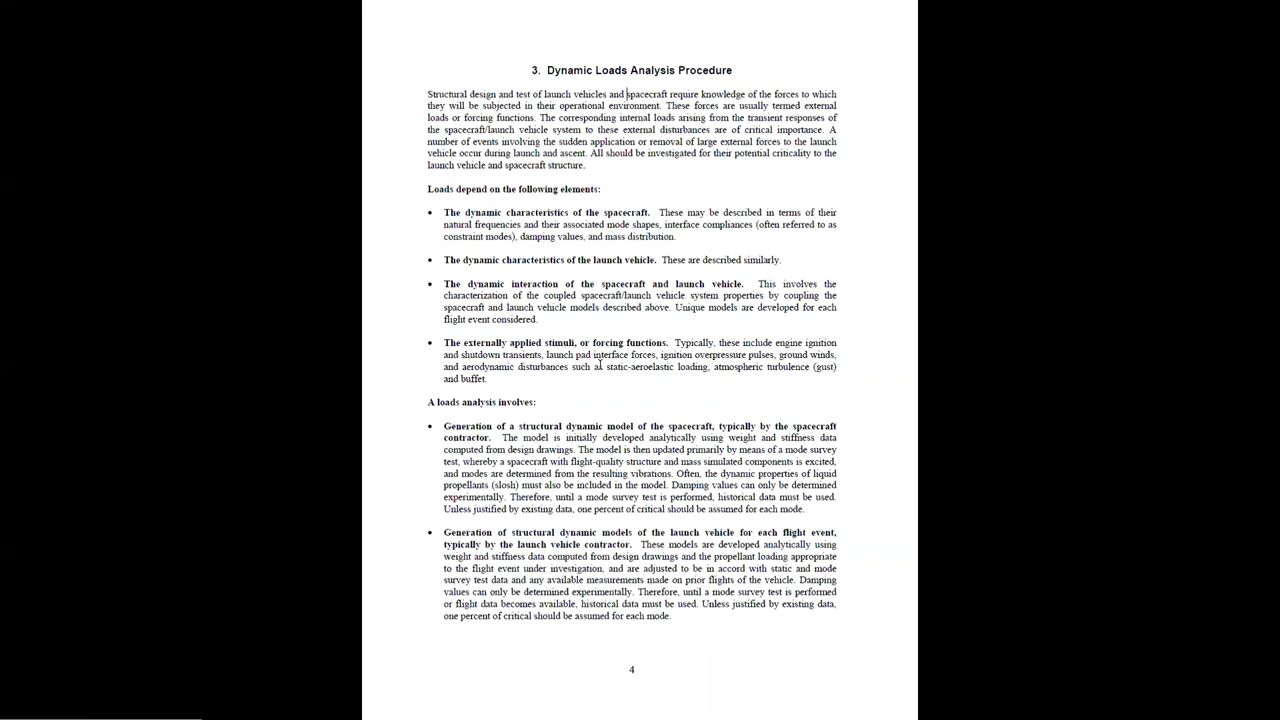 3. Dynamic Loads Analysis Procedure
Structural design and test of launch vehicles and spacecraft require knowledge of the forces to which
they will be subjected in their operational environment. These forces are usually termed external
loads or forcing functions. The corresponding internal loads arising from the transient responses of
the spacecraft/launch vehicle system to these external disturbances are of critical importance. A
number of events involving the sudden application or removal of large external forces to the launch
vehicle occur during launch and ascent. All should be investigated for their potential criticality to the
launch vehicle and spacecraft structure.
Loads depend on the following elements:
• The dynamic characteristics of the spacecraft. These may be described in terms of their
natural frequencies and their associated mode shapes, interface compliances (often referred to as
constraint modes), damping values, and mass distribution.
• The dynamic characteristics of the launch vehicle. These are described similarly.
• The dynamic interaction of the spacecraft and launch vehicle. This involves the
characterization of the coupled spacecraft/launch vehicle system properties by coupling the
spacecraft and launch vehicle models described above. Unique models are developed for each
flight event considered.
• The externally applied stimuli, or forcing functions. Typically, these include engine ignition
and shutdown transients, launch pad interface forces, ignition overpressure pulses, ground winds,
and aerodynamic disturbances such as static-aeroelastic loading, atmospheric turbulence (gust)
and buffet.
A loads analysis involves:
• Generation of a structural dynamic model of the spacecraft, typically by the spacecraft
contractor. The model is initially developed analytically using weight and stiffness data
computed from design drawings. The model is then updated primarily by means of a mode survey
test, whereby a spacecraft with flight-quality structure and mass simulated components is excited,
and modes are determined from the resulting vibrations. Often, the dynamic properties of liquid
propellants (slosh) must also be included in the model. Damping values can only be determined
experimentally. Therefore, until a mode survey test is performed, historical data must be used.
Unless justified by existing data, one percent of critical should be assumed for each mode.
• Generation of structural dynamic models of the launch vehicle for each flight event,
typically by the launch vehicle contractor. These models are developed analytically using
weight and stiffness data computed from design drawings and the propellant loading appropriate
to the flight event under investigation, and are adjusted to be in accord with static and mode
survey test data and any available measurements made on prior flights of the vehicle. Damping
values can only be determined experimentally. Therefore, until a mode survey test is performed
or flight data becomes available, historical data must be used. Unless justified by existing data,
one percent of critical should be assumed for each mode.
4